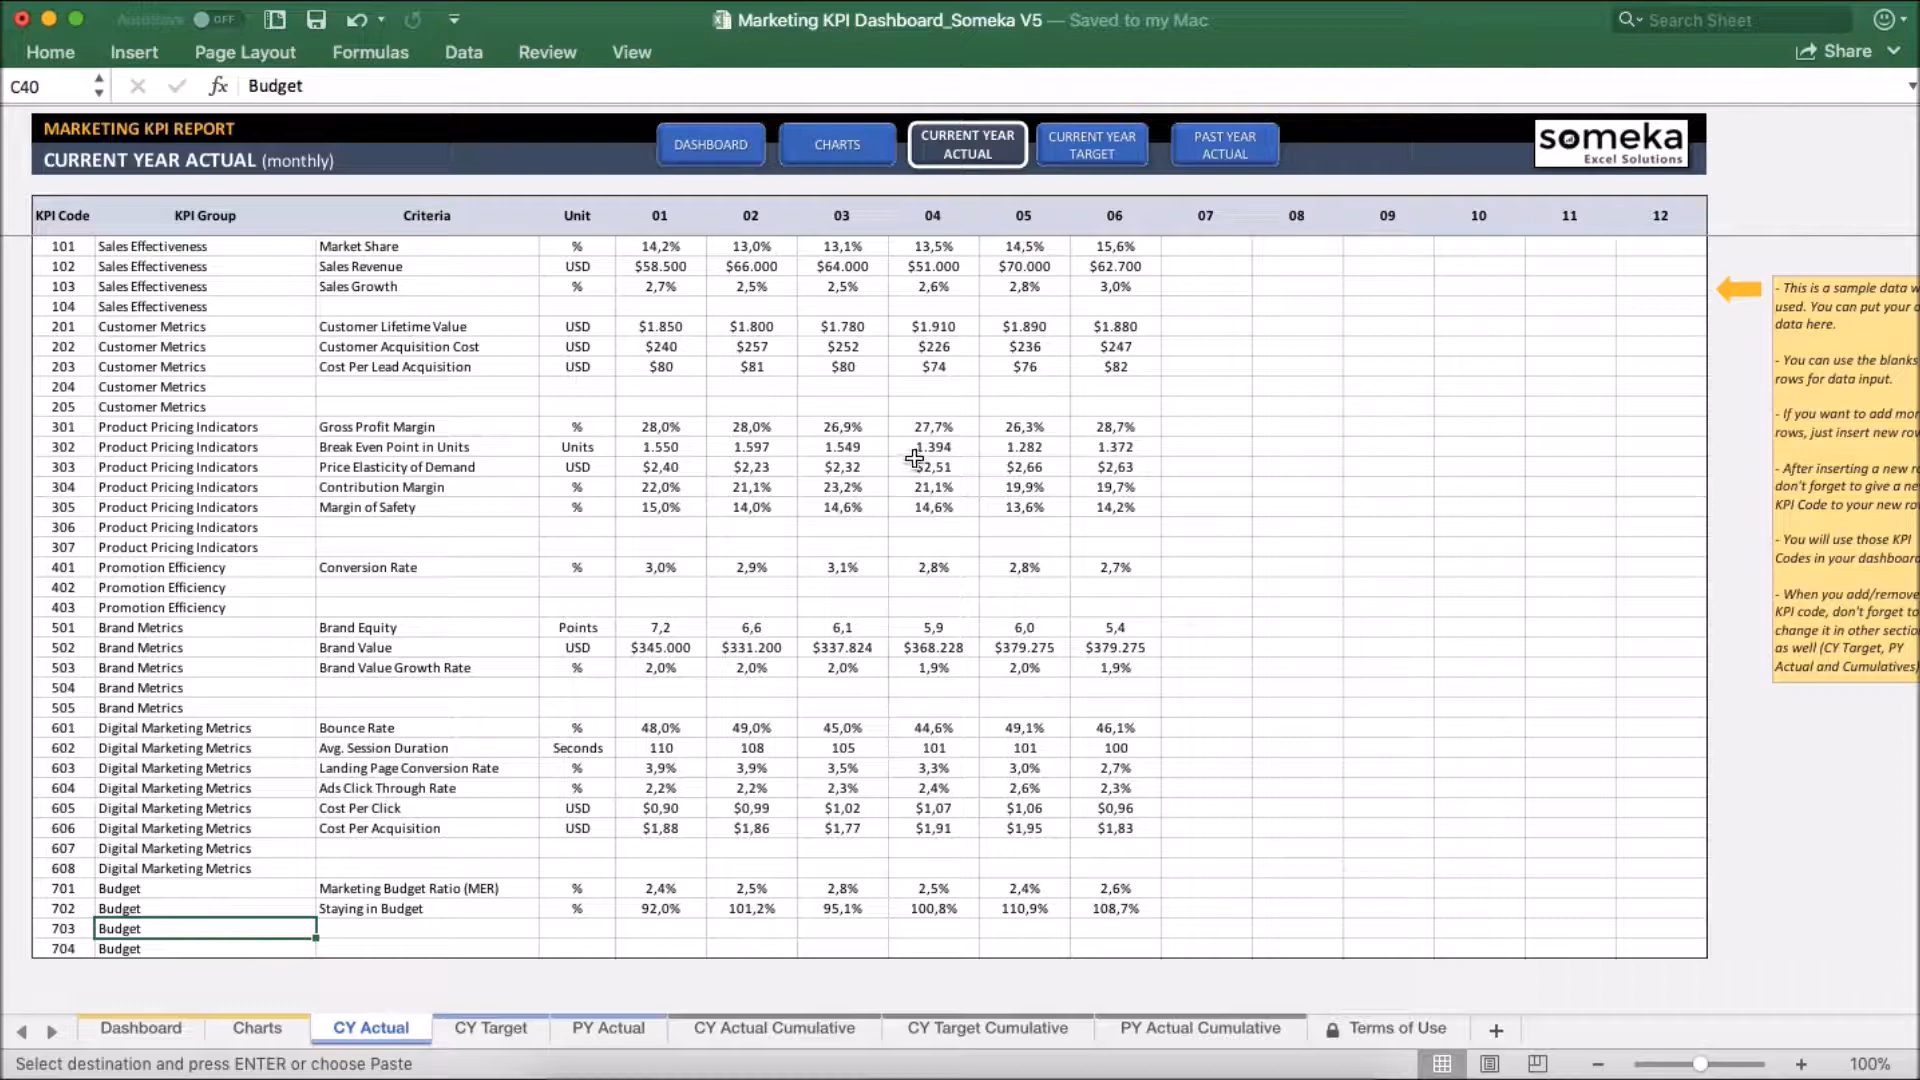 AutoSave OFF
Marketing KPI Dashboard_Someka V5 — Saved to my Mac
Search Sheet
Home Insert Page Layout Formulas Data Review View
Share
C40 fx Budget
MARKETING KPI REPORT
CURRENT YEAR ACTUAL (monthly)
DASHBOARD
CHARTS
CURRENT YEAR
ACTUAL
CURRENT YEAR
TARGET
PAST YEAR
ACTUAL
someka
Excel Solutions
KPI Code KPI Group Criteria Unit 01 02 03 04 05 06 07 08 09 10 11 12
101 Sales Effectiveness Market Share % 14,2% 13,0% 13,1% 13,5% 14,5% 15,6%
102 Sales Effectiveness Sales Revenue USD $58.500 $66.000 $64.000 $51.000 $70.000 $62.700
103 Sales Effectiveness Sales Growth % 2,7% 2,5% 2,5% 2,6% 2,8% 3,0%
104 Sales Effectiveness
201 Customer Metrics Customer Lifetime Value USD $1.850 $1.800 $1.780 $1.910 $1.890 $1.880
202 Customer Metrics Customer Acquisition Cost USD $240 $257 $252 $226 $236 $247
203 Customer Metrics Cost Per Lead Acquisition USD $80 $81 $80 $74 $76 $82
204 Customer Metrics
205 Customer Metrics
301 Product Pricing Indicators Gross Profit Margin % 28,0% 28,0% 26,9% 27,7% 26,3% 28,7%
302 Product Pricing Indicators Break Even Point in Units Units 1.550 1.597 1.549 1.394 1.282 1.372
303 Product Pricing Indicators Price Elasticity of Demand USD $2,40 $2,23 $2,32 $2,51 $2,66 $2,63
304 Product Pricing Indicators Contribution Margin % 22,0% 21,1% 23,2% 21,1% 19,9% 19,7%
305 Product Pricing Indicators Margin of Safety % 15,0% 14,0% 14,6% 14,6% 13,6% 14,2%
306 Product Pricing Indicators
307 Product Pricing Indicators
401 Promotion Efficiency Conversion Rate % 3,0% 2,9% 3,1% 2,8% 2,8% 2,7%
402 Promotion Efficiency
403 Promotion Efficiency
501 Brand Metrics Brand Equity Points 7,2 6,6 6,1 5,9 6,0 5,4
502 Brand Metrics Brand Value USD $345.000 $331.200 $337.824 $368.228 $379.275 $379.275
503 Brand Metrics Brand Value Growth Rate % 2,0% 2,0% 2,0% 1,9% 2,0% 1,9%
504 Brand Metrics
505 Brand Metrics
601 Digital Marketing Metrics Bounce Rate % 48,0% 49,0% 45,0% 44,6% 49,1% 46,1%
602 Digital Marketing Metrics Avg. Session Duration Seconds 110 108 105 101 101 100
603 Digital Marketing Metrics Landing Page Conversion Rate % 3,9% 3,9% 3,5% 3,3% 3,0% 2,7%
604 Digital Marketing Metrics Ads Click Through Rate % 2,2% 2,2% 2,3% 2,4% 2,6% 2,3%
605 Digital Marketing Metrics Cost Per Click USD $0,90 $0,99 $1,02 $1,07 $1,06 $0,96
606 Digital Marketing Metrics Cost Per Acquisition USD $1,88 $1,86 $1,77 $1,91 $1,95 $1,83
607 Digital Marketing Metrics
608 Digital Marketing Metrics
701 Budget Marketing Budget Ratio (MER) % 2,4% 2,5% 2,8% 2,5% 2,4% 2,6%
702 Budget Staying in Budget % 92,0% 101,2% 95,1% 100,8% 110,9% 108,7%
703 Budget
704 Budget
- This is a sample data w
used. You can put your o
data here.
- You can use the blanks
rows for data input.
- If you want to add mor
rows, just insert new row
- After inserting a new ro
don't forget to give a ne
KPI Code to your new ro
- You will use those KPI
Codes in your dashboard
- When you add/remove
KPI code, don't forget to
change it in other sectio
as well (CY Target, PY
Actual and Cumulatives)
Dashboard Charts CY Actual CY Target PY Actual CY Actual Cumulative CY Target Cumulative PY Actual Cumulative Terms of Use +
Select destination and press ENTER or choose Paste
100%